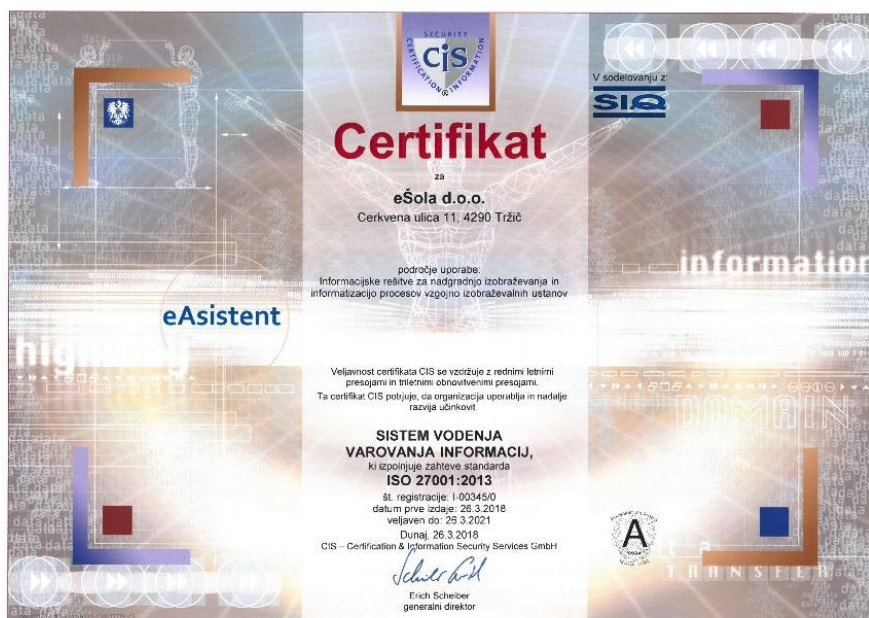 SECURITY
CiS
CERTIFICATION & INFORMATION
V sodelovanju z:
SIQ
Certifikat
za
eŠola d.o.o.
Cerkvena ulica 11, 4290 Tržič
information
področje uporabe:
Informacijske rešitve za nadgradnjo izobraževanja in
informatizacijo procesov vzgojno izobraževalnih ustanov
eAsistent
Veljavnost certifikata CIS se vzdržuje z rednimi letnimi
presojami in triletnimi obnovitvenimi presojami.
Ta certifikat CIS potrjuje, da organizacija uporablja in nadalje
razvija učinkovit
DOMAIN
SISTEM VODENJA
VAROVANJA INFORMACIJ,
ki izpolnjuje zahteve standarda
ISO 27001:2013
št. registracije: I-00345/0
datum prve izdaje: 26.3.2018
veljaven do: 26.3.2021
Dunaj, 26.3.2018
CIS – Certification & Information Security Services GmbH
A
TRANSFER
Erich Scheiber
generalni direktor